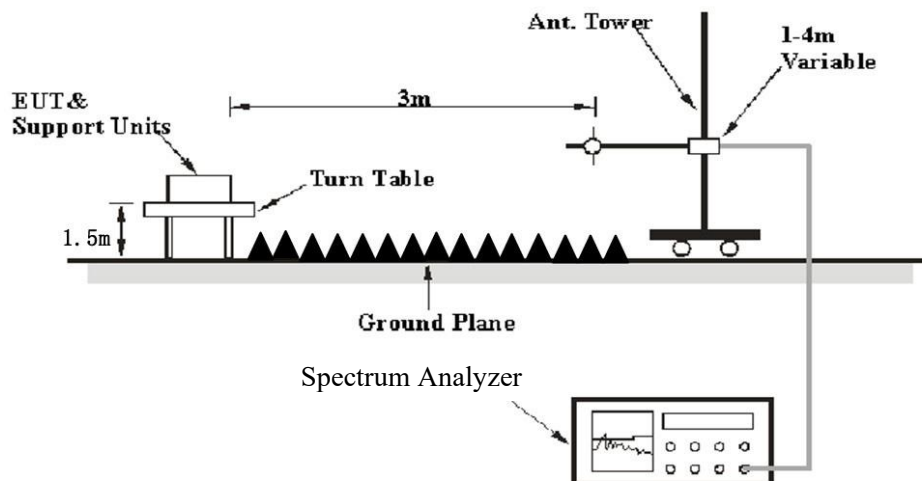 Ant. Tower
1-4m
Variable
EUT&
Support Units
3m
Turn Table
1.5m
Ground Plane
Spectrum Analyzer